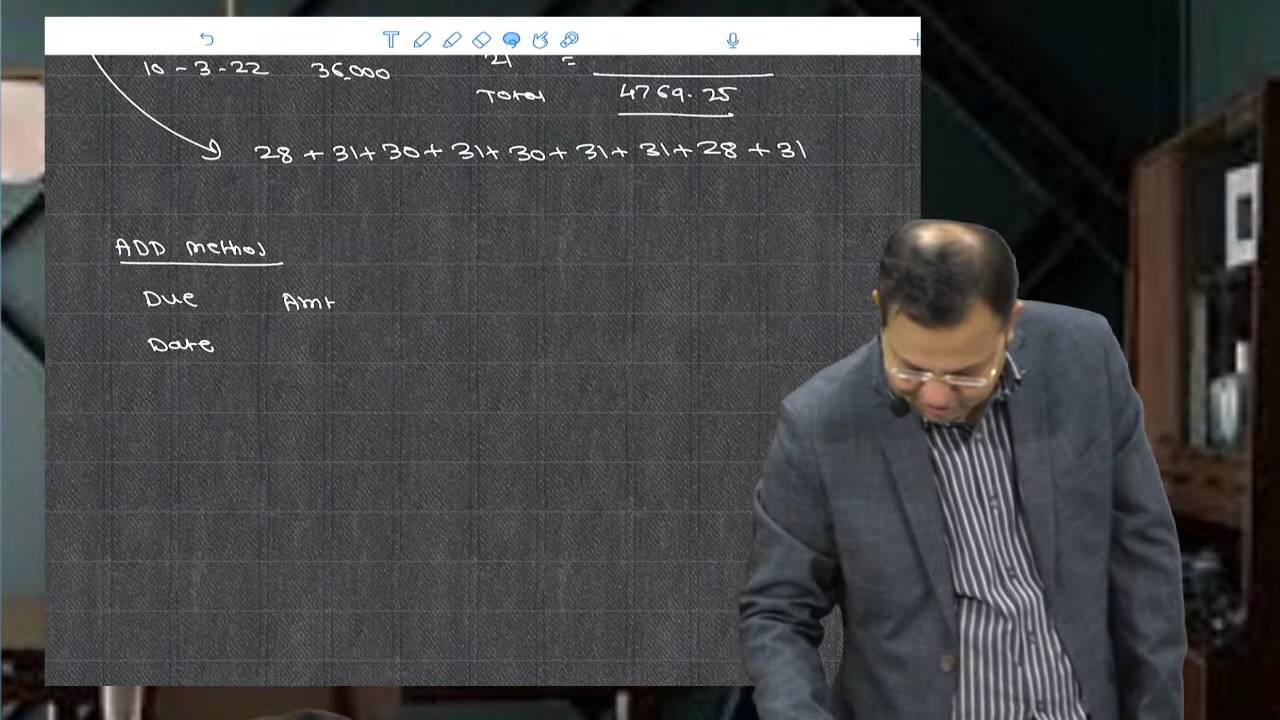 10 - 3 - 22 36,000 21 =
Total 4769.25
28 + 31 + 30 + 31 + 30 + 31 + 31 + 28 + 31
ADD method
Due Amt
Date